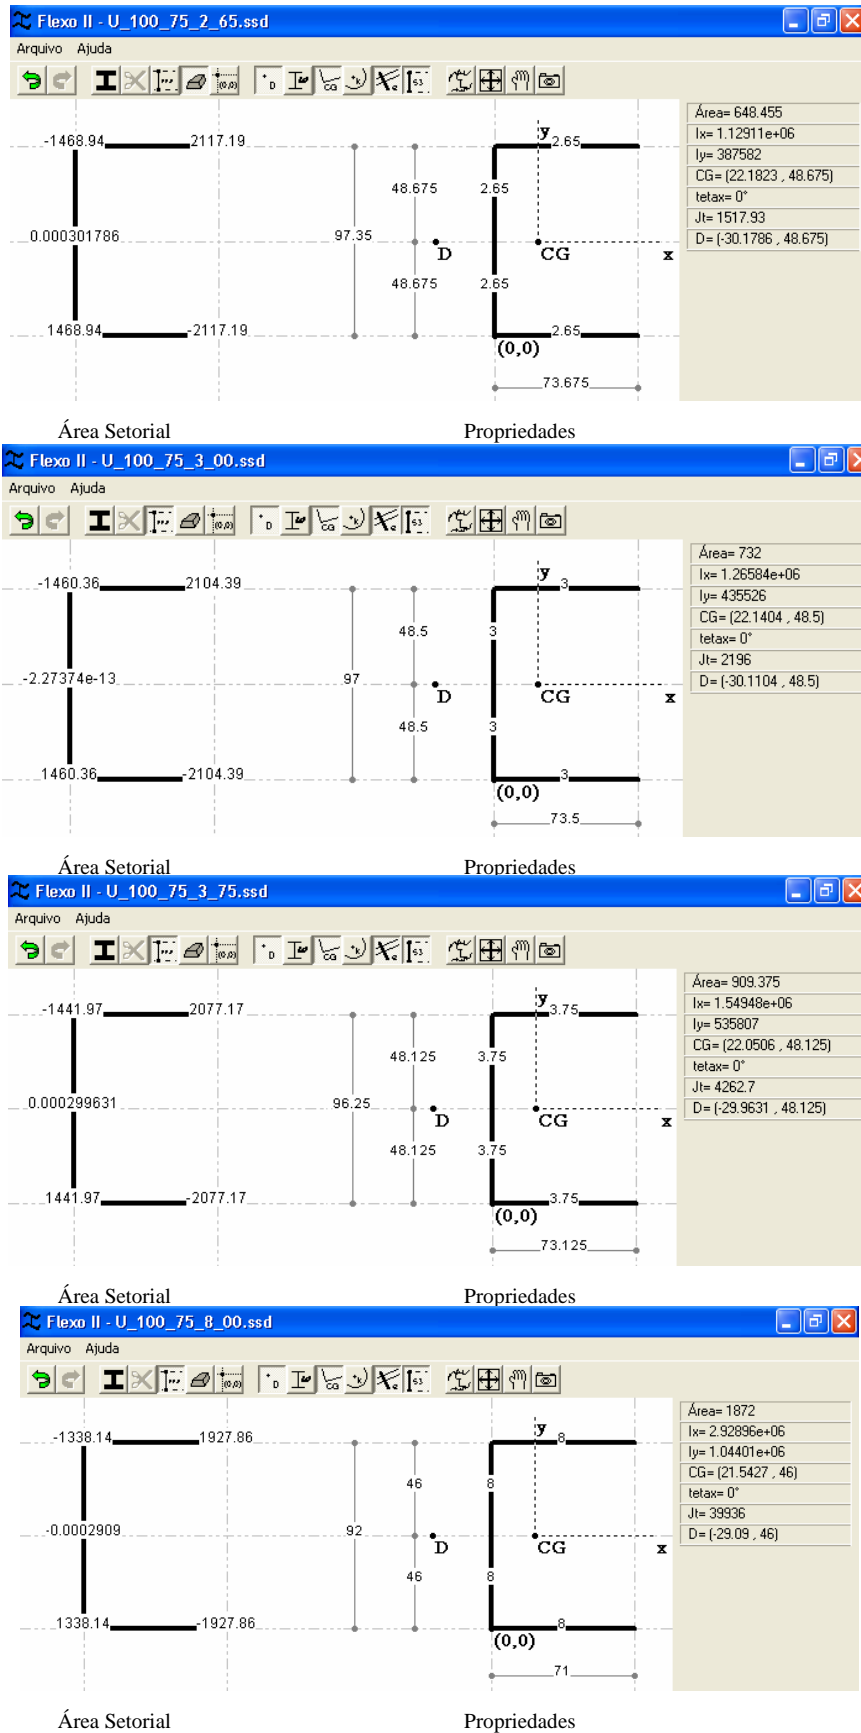 Flexo II - U_100_75_2_65.ssd
Arquivo Ajuda
-1468.94 2117.19
0.000301786
1468.94 -2117.19
97.35
48.675
48.675
D
y
2.65
2.65
2.65
2.65
CG
x
(0,0)
73.675
Área= 648.455
Ix= 1.12911e+06
Iy= 387582
CG= (22.1823 , 48.675)
tetax= 0°
Jt= 1517.93
D= (-30.1786 , 48.675)
Área Setorial Propriedades
Flexo II - U_100_75_3_00.ssd
Arquivo Ajuda
-1460.36 2104.39
-2.27374e-13
1460.36 -2104.39
97
48.5
48.5
D
y
3
3
3
3
CG
x
(0,0)
73.5
Área= 732
Ix= 1.26584e+06
Iy= 435526
CG= (22.1404 , 48.5)
tetax= 0°
Jt= 2196
D= (-30.1104 , 48.5)
Área Setorial Propriedades
Flexo II - U_100_75_3_75.ssd
Arquivo Ajuda
-1441.97 2077.17
0.000299631
1441.97 -2077.17
96.25
48.125
48.125
D
y
3.75
3.75
3.75
3.75
CG
x
(0,0)
73.125
Área= 909.375
Ix= 1.54948e+06
Iy= 535807
CG= (22.0506 , 48.125)
tetax= 0°
Jt= 4262.7
D= (-29.9631 , 48.125)
Área Setorial Propriedades
Flexo II - U_100_75_8_00.ssd
Arquivo Ajuda
-1338.14 1927.86
-0.0002909
1338.14 -1927.86
92
46
46
D
y
8
8
8
8
CG
x
(0,0)
71
Área= 1872
Ix= 2.92896e+06
Iy= 1.04401e+06
CG= (21.5427 , 46)
tetax= 0°
Jt= 39936
D= (-29.09 , 46)
Área Setorial Propriedades